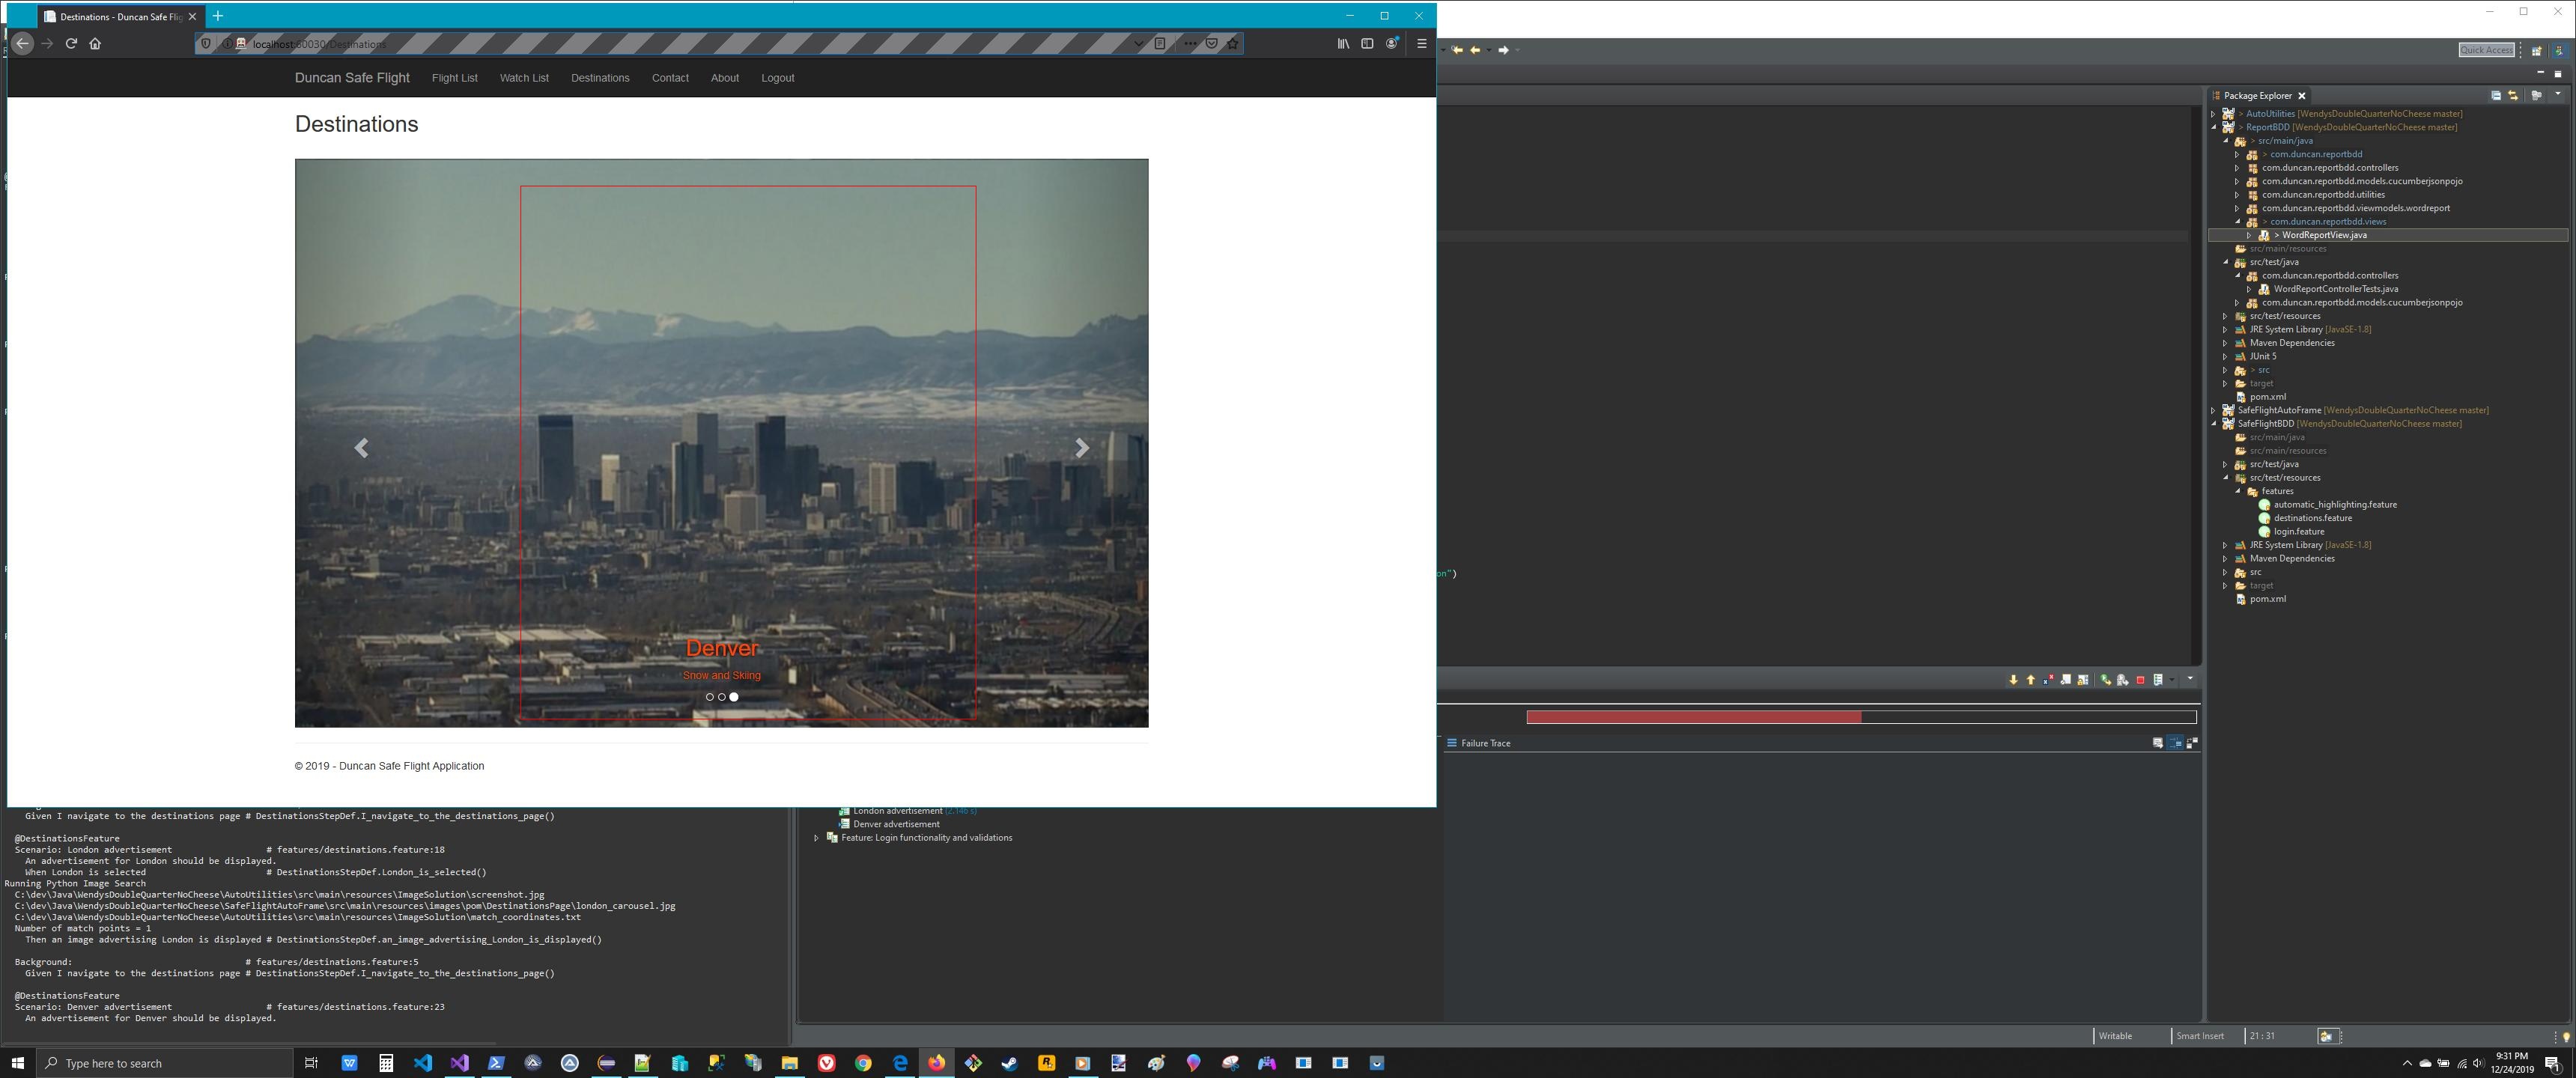 Destinations - Duncan Safe Flig
localhost:60030/Destinations
Duncan Safe Flight
Flight List
Watch List
Destinations
Contact
About
Logout
Destinations
Denver
Snow and Skiing
© 2019 - Duncan Safe Flight Application
Quick Access
Package Explorer
> AutoUtilities [WendysDoubleQuarterNoCheese master]
> ReportBDD [WendysDoubleQuarterNoCheese master]
> src/main/java
> com.duncan.reportbdd
com.duncan.reportbdd.controllers
com.duncan.reportbdd.models.cucumberjsonpojo
com.duncan.reportbdd.utilities
com.duncan.reportbdd.viewmodels.wordreport
> com.duncan.reportbdd.views
> WordReportView.java
src/main/resources
src/test/java
com.duncan.reportbdd.controllers
WordReportControllerTests.java
com.duncan.reportbdd.models.cucumberjsonpojo
src/test/resources
JRE System Library [JavaSE-1.8]
Maven Dependencies
JUnit 5
> src
target
pom.xml
SafeFlightAutoFrame [WendysDoubleQuarterNoCheese master]
SafeFlightBDD [WendysDoubleQuarterNoCheese master]
src/main/java
src/main/resources
src/test/java
src/test/resources
features
automatic_highlighting.feature
destinations.feature
login.feature
JRE System Library [JavaSE-1.8]
Maven Dependencies
src
target
pom.xml
on")
Failure Trace
London advertisement (2.146 s)
Denver advertisement
Feature: Login functionality and validations
Given I navigate to the destinations page # DestinationsStepDef.I_navigate_to_the_destinations_page()
@DestinationsFeature
Scenario: London advertisement # features/destinations.feature:18
An advertisement for London should be displayed.
When London is selected # DestinationsStepDef.London_is_selected()
Running Python Image Search
C:\dev\Java\WendysDoubleQuarterNoCheese\AutoUtilities\src\main\resources\ImageSolution\screenshot.jpg
C:\dev\Java\WendysDoubleQuarterNoCheese\SafeFlightAutoFrame\src\main\resources\images\pom\DestinationsPage\london_carousel.jpg
C:\dev\Java\WendysDoubleQuarterNoCheese\AutoUtilities\src\main\resources\ImageSolution\match_coordinates.txt
Number of match points = 1
Then an image advertising London is displayed # DestinationsStepDef.an_image_advertising_London_is_displayed()
Background: # features/destinations.feature:5
Given I navigate to the destinations page # DestinationsStepDef.I_navigate_to_the_destinations_page()
@DestinationsFeature
Scenario: Denver advertisement # features/destinations.feature:23
An advertisement for Denver should be displayed.
Writable
Smart Insert
21 : 31
Type here to search
9:31 PM
12/24/2019